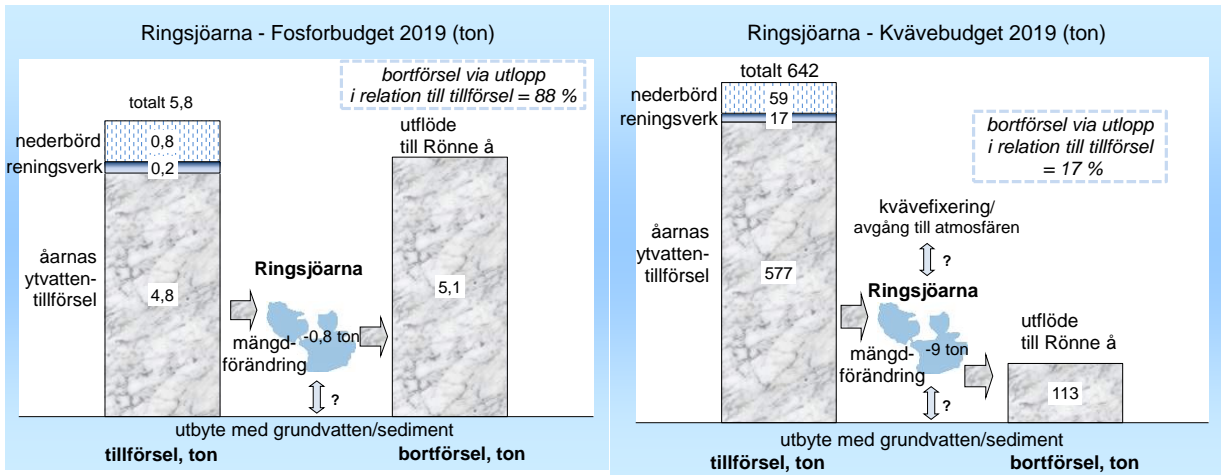 Ringsjöarna - Fosforbudget 2019 (ton)
bortförsel via utlopp
i relation till tillförsel = 88 %
totalt 5,8
nederbörd
0,8
reningsverk
0,2
utflöde
till Rönne å
åarnas
ytvatten-
tillförsel
4,8
Ringsjöarna
5,1
-0,8 ton
mängd-
förändring
?
utbyte med grundvatten/sediment
tillförsel, ton
bortförsel, ton
Ringsjöarna - Kvävebudget 2019 (ton)
totalt 642
nederbörd
59
reningsverk
17
bortförsel via utlopp
i relation till tillförsel
= 17 %
kvävefixering/
avgång till atmosfären
?
åarnas
ytvatten-
tillförsel
577
Ringsjöarna
-9 ton
mängd-
förändring
utflöde
till Rönne å
113
?
utbyte med grundvatten/sediment
tillförsel, ton
bortförsel, ton